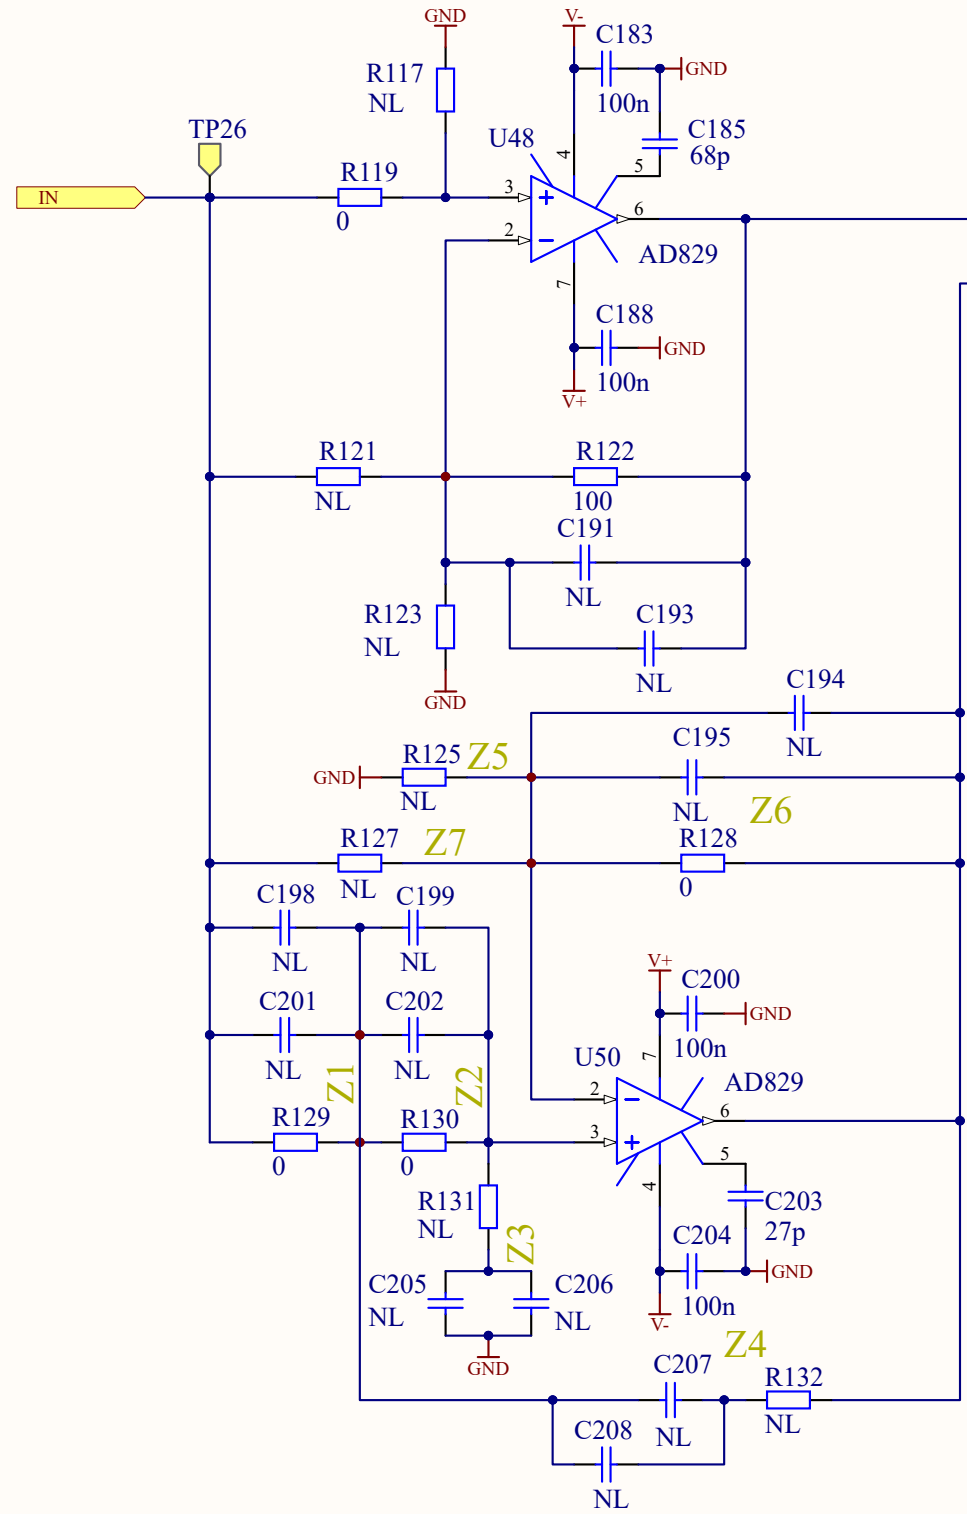 GND
V-
C183
R117
NL
GND
100n
TP26
U48
4
C185
68p
5
IN
R119
0
3
2
6
AD829
7
C188
GND
100n
V+
R121
NL
R122
100
C191
NL
R123
NL
C193
NL
GND
C194
NL
C195
NL
R125
Z5
GND
NL
Z6
R127
Z7
NL
R128
0
C198
NL
C199
NL
V+
C200
GND
100n
C201
NL
C202
NL
Z1
Z2
U50
7
AD829
2
3
6
R129
0
R130
0
4
5
R131
NL
Z3
C203
27p
C204
GND
100n
V-
C205
NL
C206
NL
GND
Z4
C207
NL
R132
NL
C208
NL